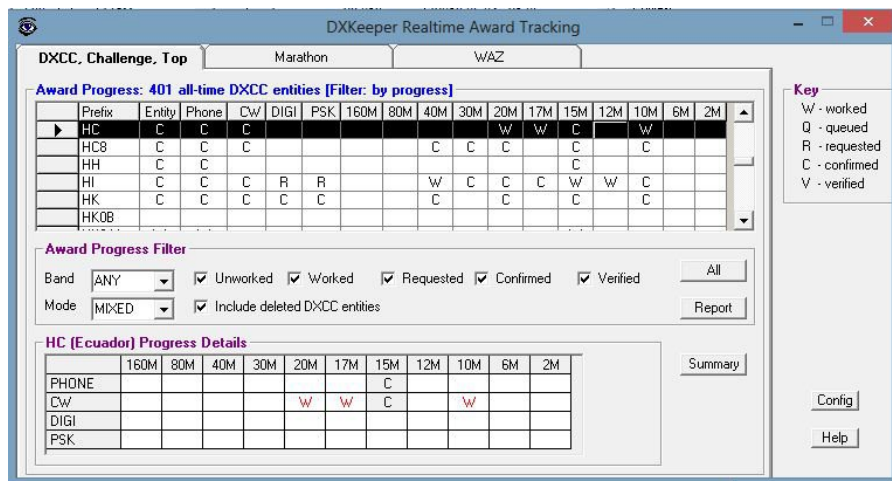 DXKeeper Realtime Award Tracking
DXCC, Challenge, Top Marathon WAZ
Award Progress: 401 all-time DXCC entities [Filter: by progress]
Prefix Entity Phone CW DIGI PSK 160M 80M 40M 30M 20M 17M 15M 12M 10M 6M 2M
HC C C C W W C W
HC8 C C C C C C C C
HH C C C
HI C C C R R W C C C W W C
HK C C C C C C C C C
HK0B
Award Progress Filter
Band ANY Unworked Worked Requested Confirmed Verified All
Mode MIXED Include deleted DXCC entities Report
HC (Ecuador) Progress Details
160M 80M 40M 30M 20M 17M 15M 12M 10M 6M 2M
PHONE C
CW W W C W
DIGI
PSK
Summary
Key
W - worked
Q - queued
R - requested
C - confirmed
V - verified
Config
Help